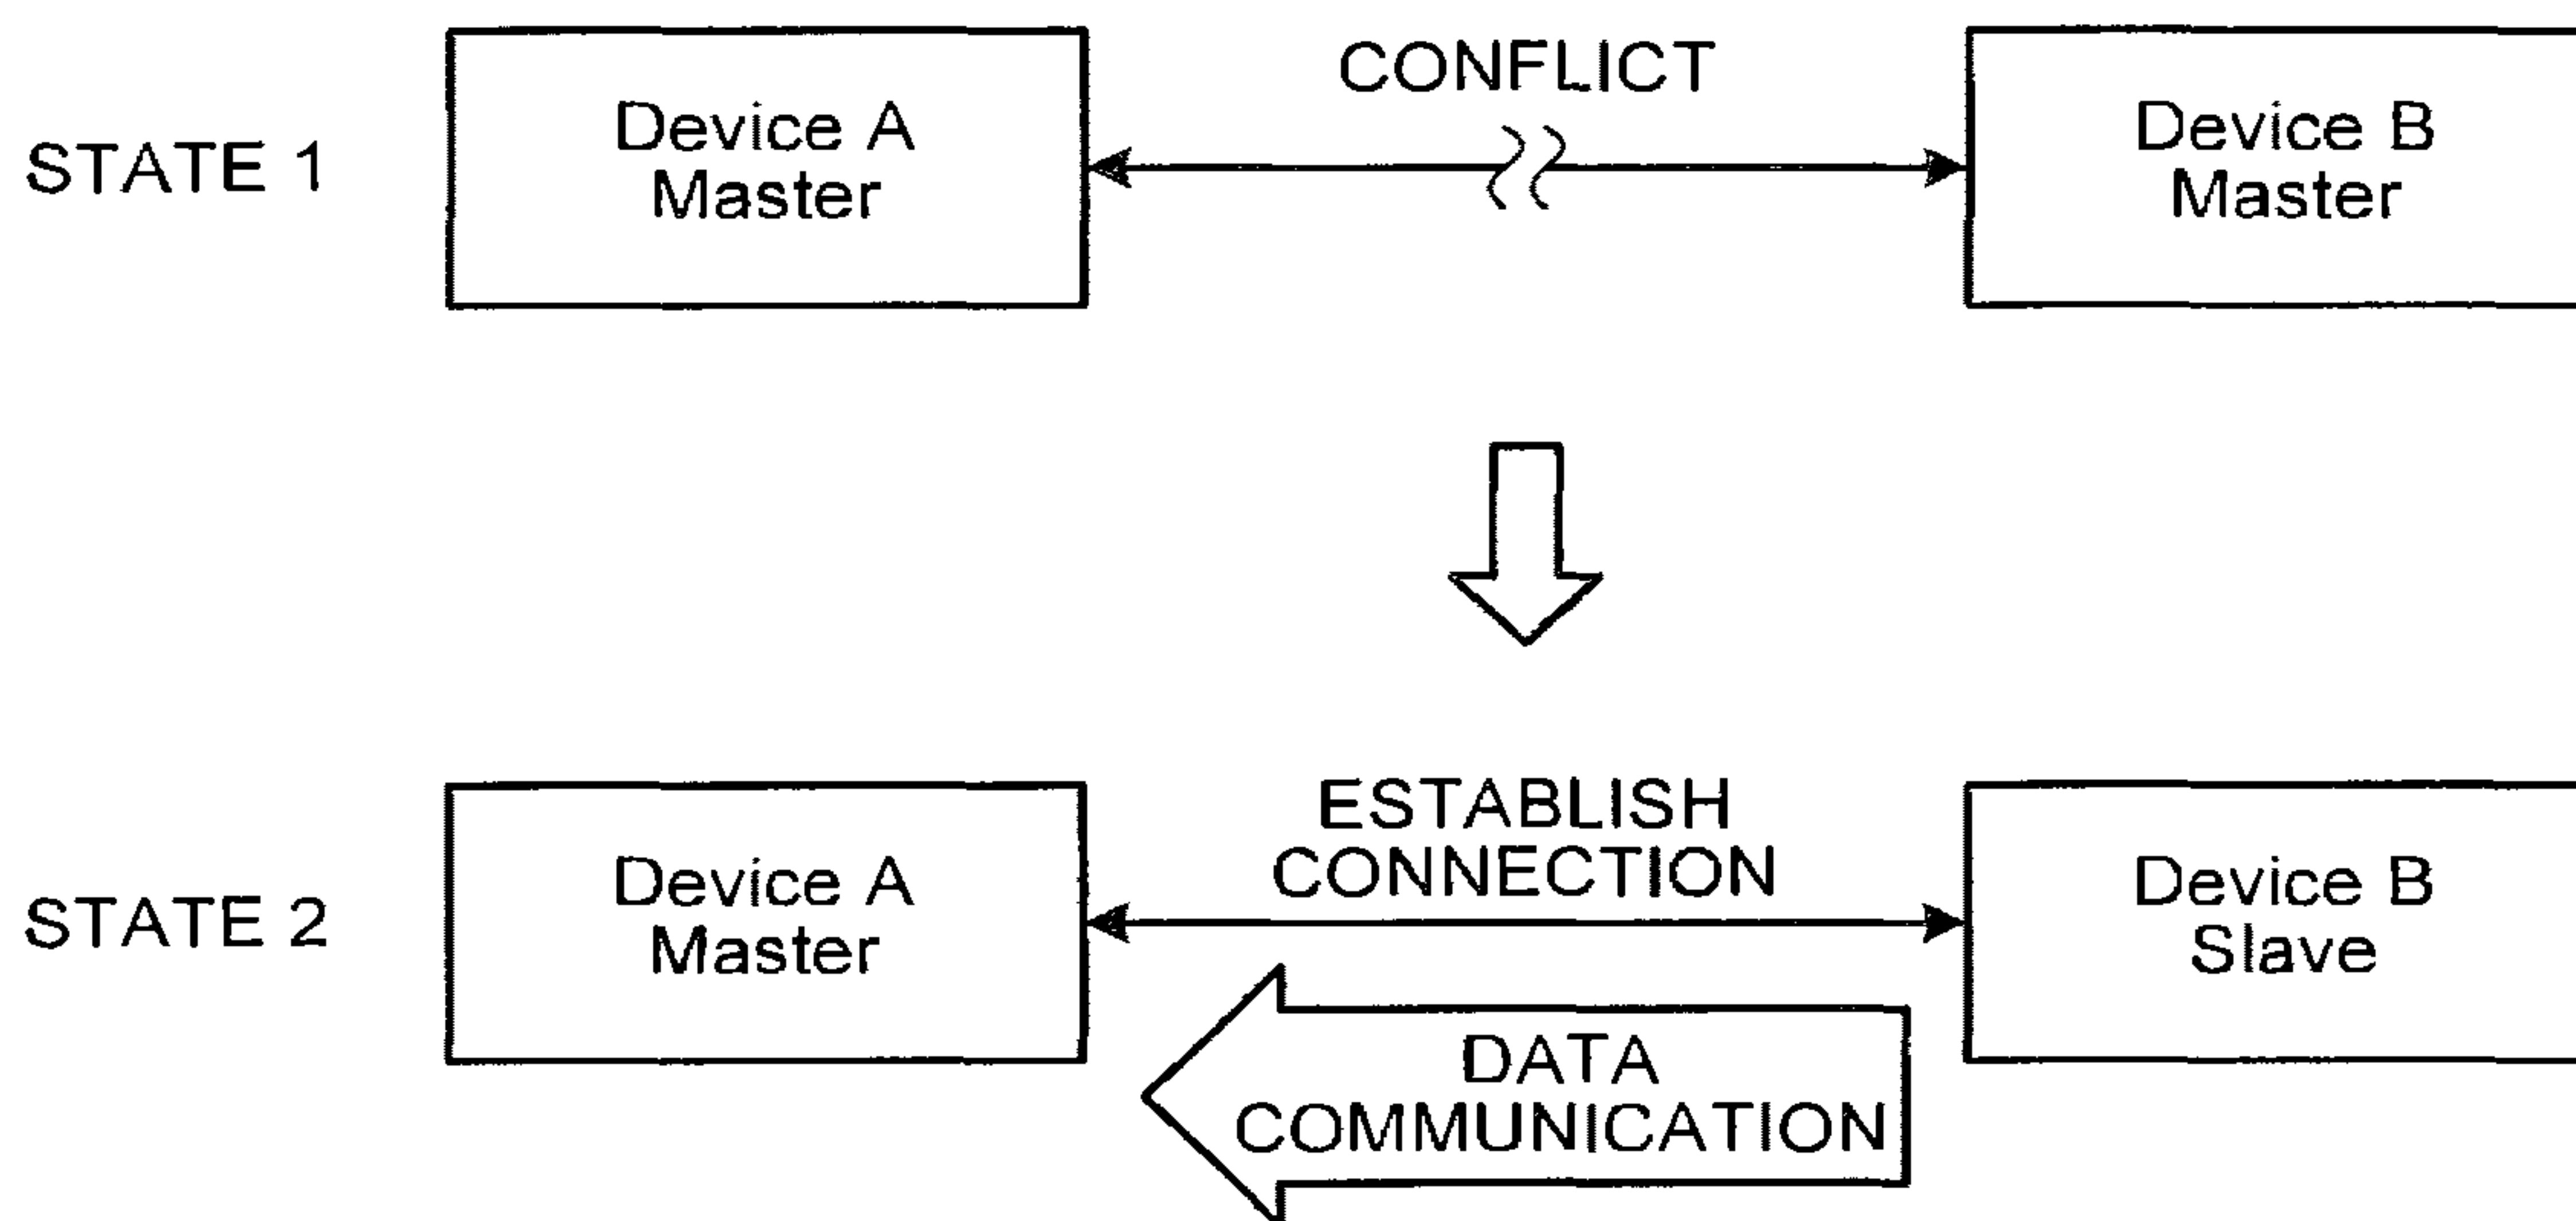 STATE 1
Device A
Master
CONFLICT
Device B
Master
STATE 2
Device A
Master
ESTABLISH
CONNECTION
Device B
Slave
DATA
COMMUNICATION